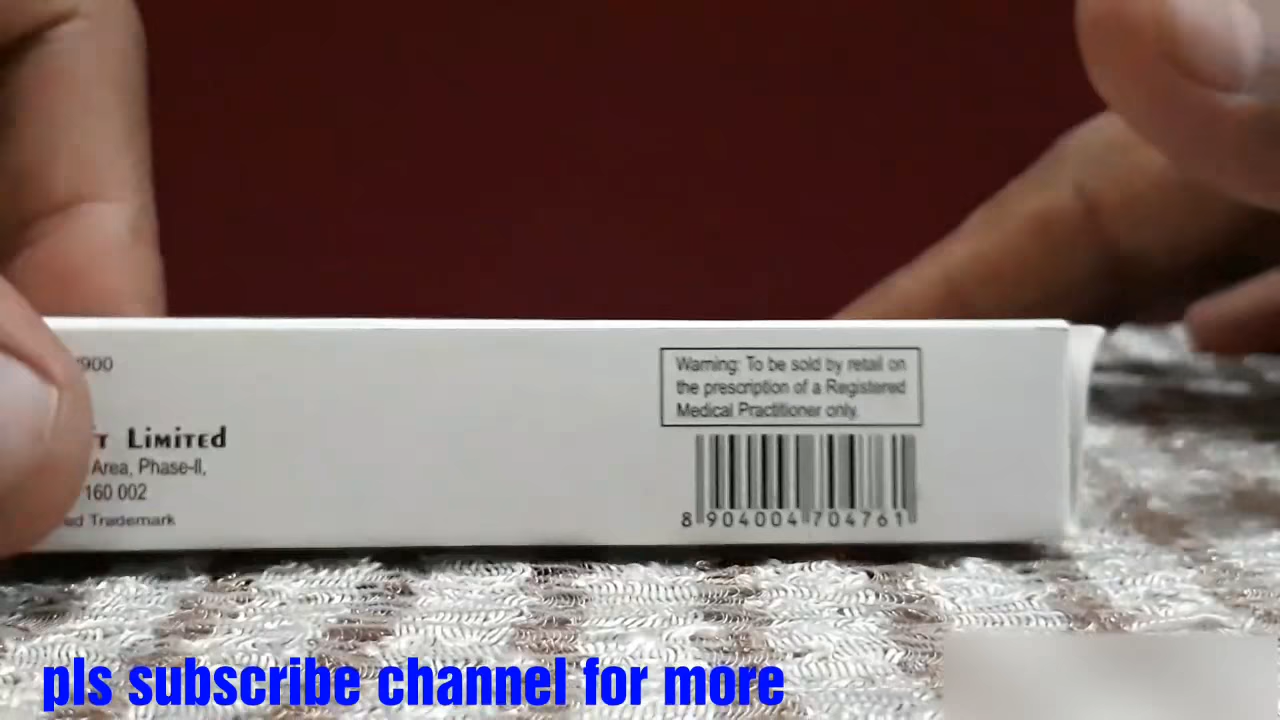 900
Limited
Area, Phase-II,
160 002
Trademark
Warning: To be sold by retail on
the prescription of a Registered
Medical Practitioner only.
8 904004 704761
pls subscribe channel for more